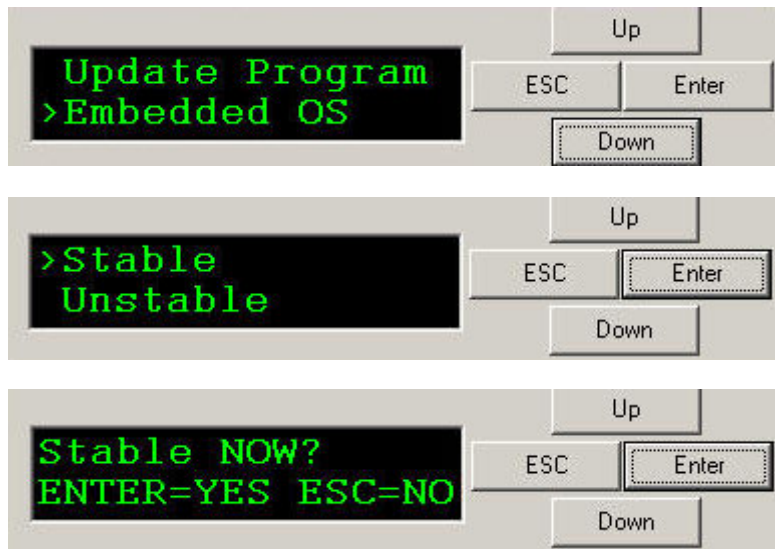 Up
Update Program
ESC Enter
>Embedded OS
Down
Up
>Stable
ESC Enter
Unstable
Down
Up
Stable NOW?
ESC Enter
ENTER=YES ESC=NO
Down